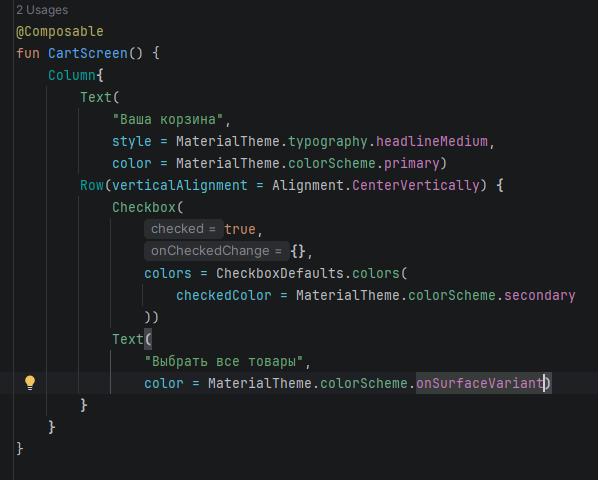 2 Usages
@Composable
fun CartScreen() {
    Column{
        Text(
            "Ваша корзина",
            style = MaterialTheme.typography.headlineMedium,
            color = MaterialTheme.colorScheme.primary)
        Row(verticalAlignment = Alignment.CenterVertically) {
            Checkbox(
                checked = true,
                onCheckedChange = {},
                colors = CheckboxDefaults.colors(
                    checkedColor = MaterialTheme.colorScheme.secondary
                ))
            Text(
                "Выбрать все товары",
                color = MaterialTheme.colorScheme.onSurfaceVariant)
        }
    }
}